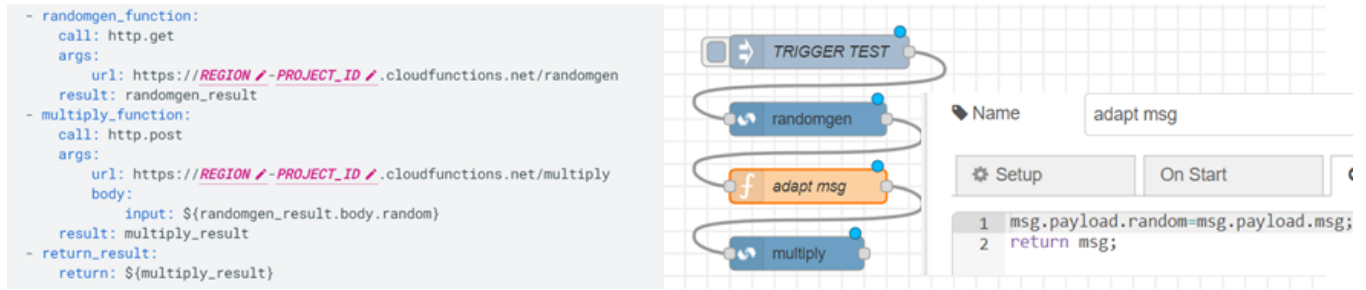 - randomgen_function:
call: http.get
args:
url: https://REGION-PROJECT_ID.cloudfunctions.net/randomgen
result: randomgen_result
- multiply_function:
call: http.post
args:
url: https://REGION-PROJECT_ID.cloudfunctions.net/multiply
body:
input: ${randomgen_result.body.random}
result: multiply_result
- return_result:
return: ${multiply_result}
TRIGGER TEST
randomgen
f adapt msg
multiply
Name adapt msg
Setup On Start
1 msg.payload.random=msg.payload.msg;
2 return msg;